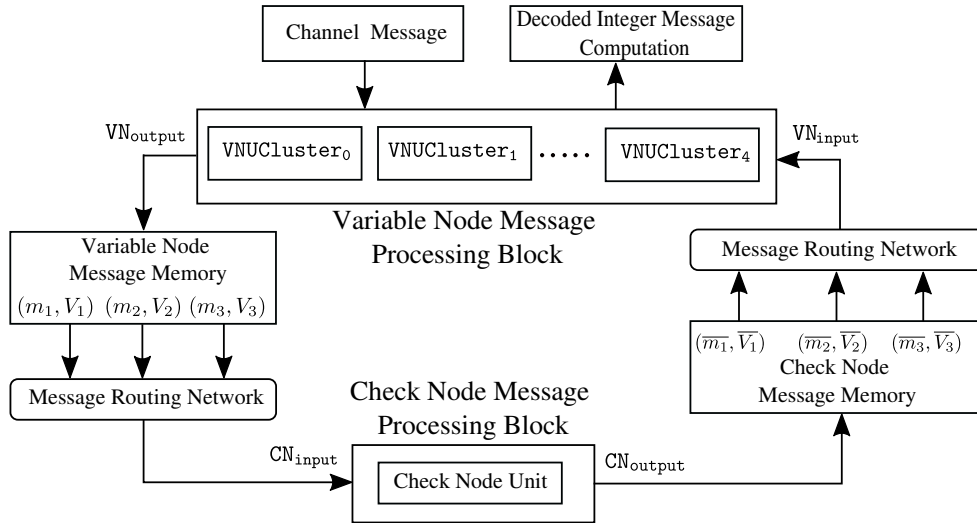 Channel Message
Decoded Integer Message
Computation
VN_output
VNUCluster_0
VNUCluster_1
.....
VNUCluster_4
VN_input
Variable Node Message
Processing Block
Variable Node
Message Memory
(m_1, V_1) (m_2, V_2) (m_3, V_3)
Message Routing Network
Message Routing Network
(\overline{m_1}, \overline{V_1}) (\overline{m_2}, \overline{V_2}) (\overline{m_3}, \overline{V_3})
Check Node
Message Memory
Check Node Message
Processing Block
CN_input
Check Node Unit
CN_output